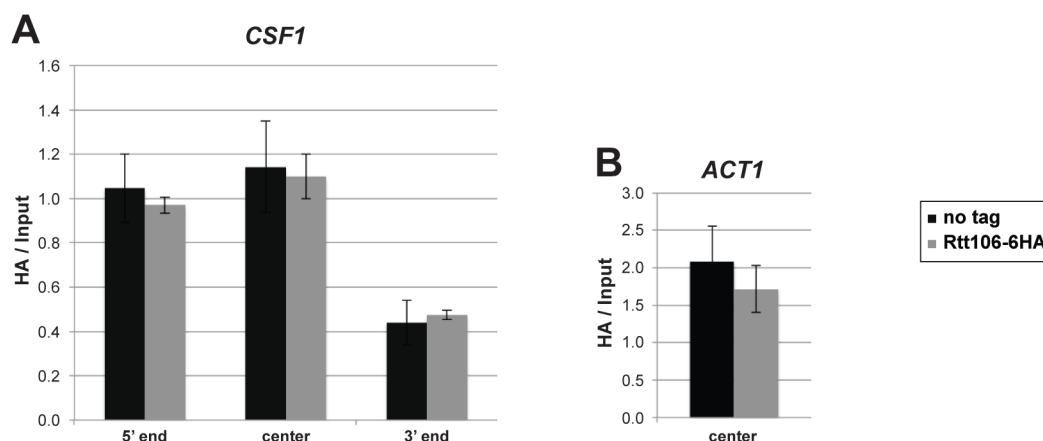 A
CSF1
1.6
1.4
1.2
1.0
0.8
0.6
0.4
0.2
0.0
HA / Input
5' end
center
3' end
B
ACT1
3.0
2.5
2.0
1.5
1.0
0.5
0.0
HA / Input
center
no tag
Rtt106-6HA